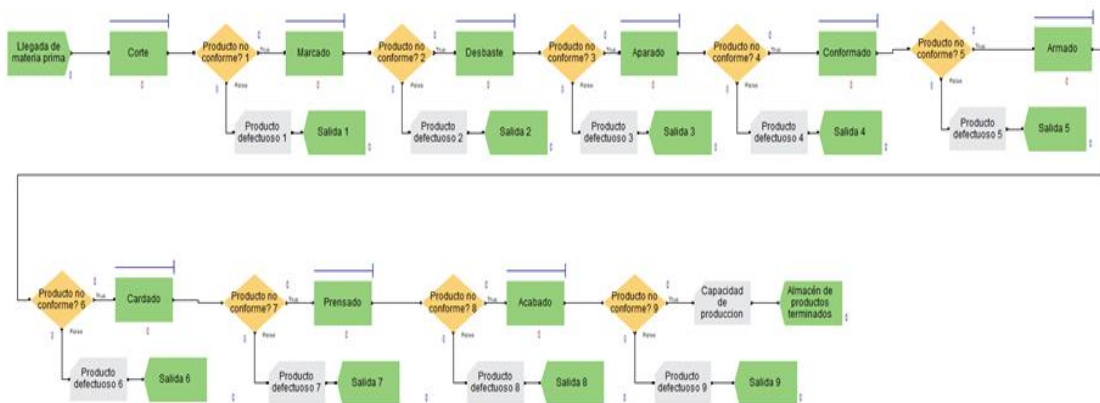 Llegada de
materia prima
Corte
Producto no
conforme? 1
True
False
Producto
defectuoso 1
Salida 1
Marcado
Producto no
conforme? 2
True
False
Producto
defectuoso 2
Salida 2
Desbaste
Producto no
conforme? 3
True
False
Producto
defectuoso 3
Salida 3
Aparado
Producto no
conforme? 4
True
False
Producto
defectuoso 4
Salida 4
Conformado
Producto no
conforme? 5
True
False
Producto
defectuoso 5
Salida 5
Armado
Producto no
conforme? 6
True
False
Producto
defectuoso 6
Salida 6
Cardado
Producto no
conforme? 7
True
False
Producto
defectuoso 7
Salida 7
Prensado
Producto no
conforme? 8
True
False
Producto
defectuoso 8
Salida 8
Acabado
Producto no
conforme? 9
True
False
Producto
defectuoso 9
Salida 9
Capacidad
de
produccion
Almacén de
productos
terminados